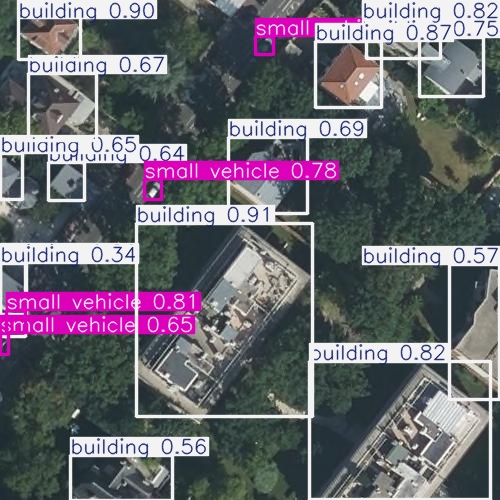 building 0.90
building 0.82
small vehicle
building 0.87
0.75
building 0.67
building 0.69
building 0.65
building 0.64
small vehicle 0.78
building 0.91
building 0.34
building 0.57
small vehicle 0.81
small vehicle 0.65
building 0.82
building 0.56